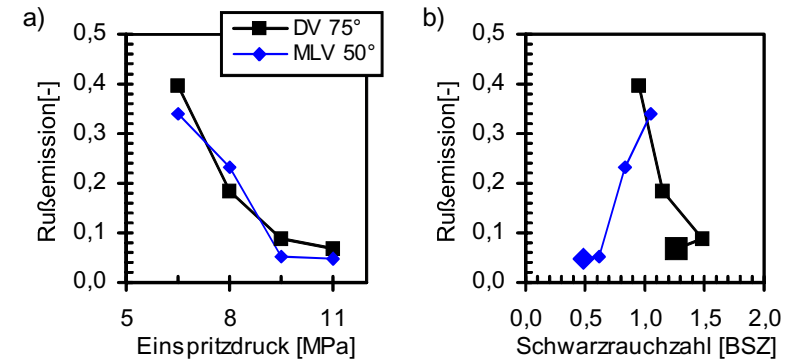 a)
DV 75°
MLV 50°
Rußemission[-]
0,5
0,4
0,3
0,2
0,1
0,0
5
8
11
Einspritzdruck [MPa]
b)
Rußemission[-]
0,5
0,4
0,3
0,2
0,1
0,0
0,0
0,5
1,0
1,5
2,0
Schwarzrauchzahl [BSZ]